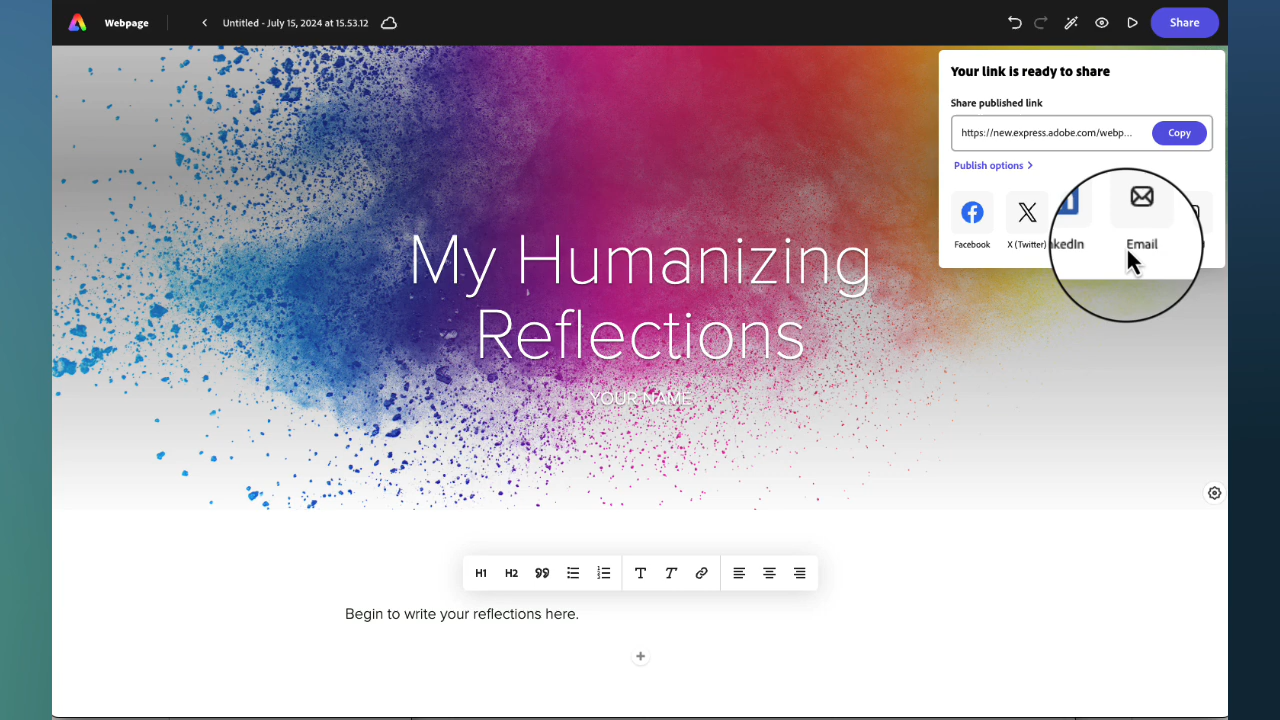 Webpage
Untitled - July 15, 2024 at 15.53.12
Share
Your link is ready to share
Share published link
https://new.express.adobe.com/webp...
Copy
Publish options >
Facebook
X (Twitter)
nkedIn
Email
My Humanizing
Reflections
YOUR NAME
H1 H2
Begin to write your reflections here.